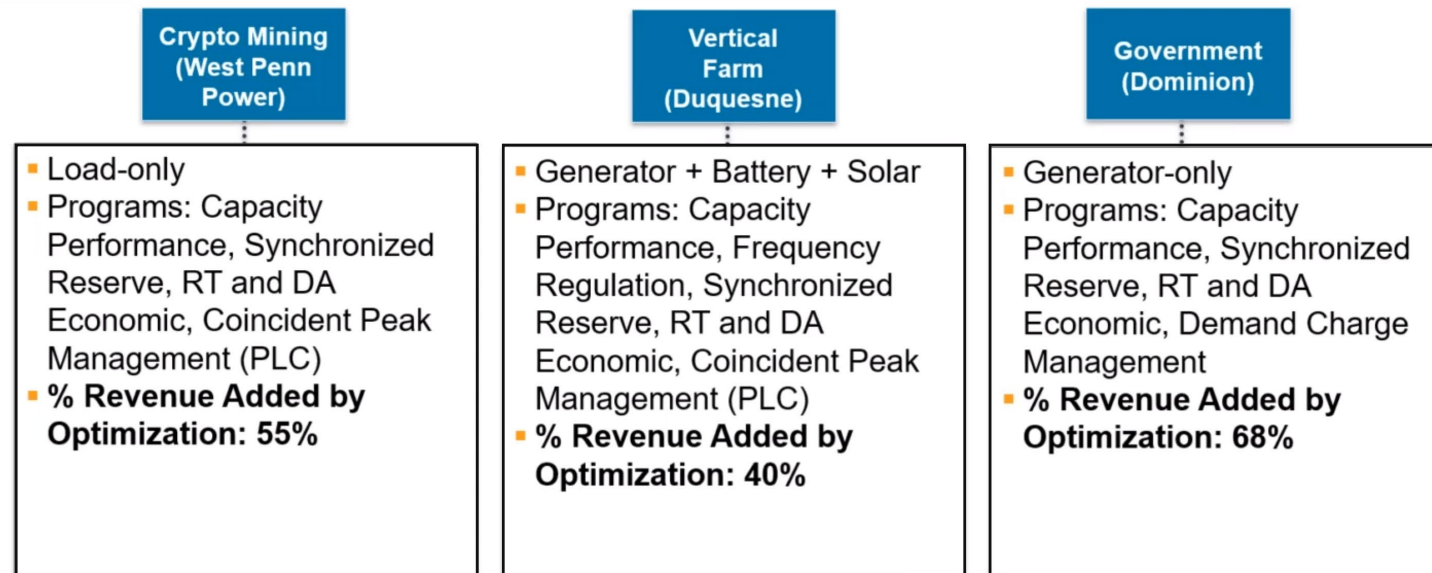 Crypto Mining
(West Penn
Power)
Load-only
Programs: Capacity
Performance, Synchronized
Reserve, RT and DA
Economic, Coincident Peak
Management (PLC)
% Revenue Added by
Optimization: 55%
Vertical
Farm
(Duquesne)
Generator + Battery + Solar
Programs: Capacity
Performance, Frequency
Regulation, Synchronized
Reserve, RT and DA
Economic, Coincident Peak
Management (PLC)
% Revenue Added by
Optimization: 40%
Government
(Dominion)
Generator-only
Programs: Capacity
Performance, Synchronized
Reserve, RT and DA
Economic, Demand Charge
Management
% Revenue Added by
Optimization: 68%